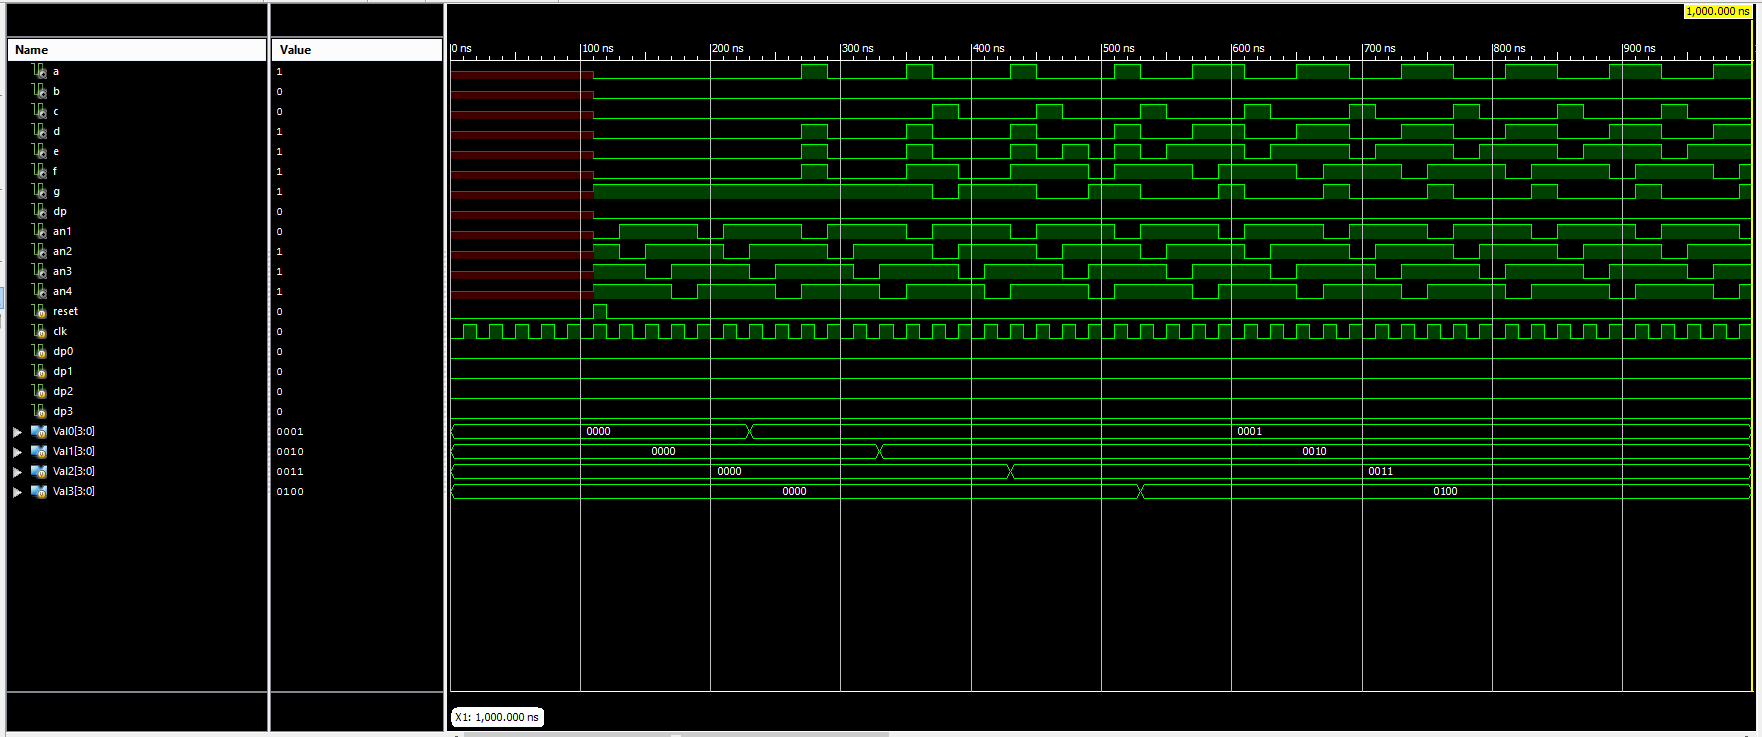 1,000.000 ns
Name Value 0 ns 100 ns 200 ns 300 ns 400 ns 500 ns 600 ns 700 ns 800 ns 900 ns
a 1
b 0
c 0
d 1
e 1
f 1
g 1
dp 0
an1 0
an2 1
an3 1
an4 1
reset 0
clk 0
dp0 0
dp1 0
dp2 0
dp3 0
Val0[3:0] 0001 0000 0001
Val1[3:0] 0010 0000 0010
Val2[3:0] 0011 0000 0011
Val3[3:0] 0100 0000 0100
X1: 1,000.000 ns